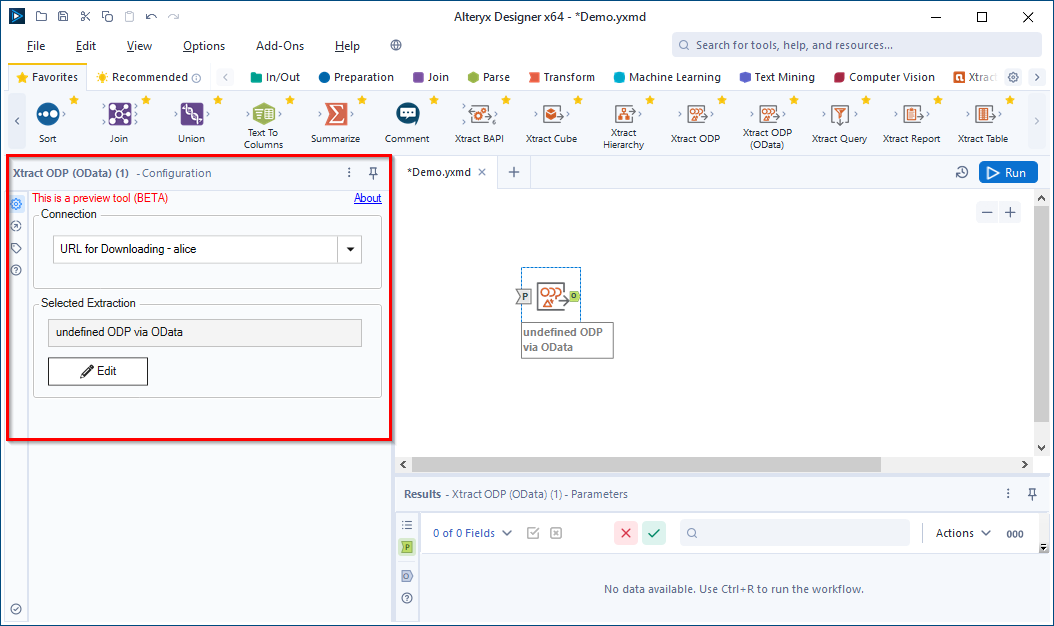 Alteryx Designer x64 - *Demo.yxmd
File Edit View Options Add-Ons Help
Search for tools, help, and resources...
Favorites Recommended In/Out Preparation Join Parse Transform Machine Learning Text Mining Computer Vision Xtract
Sort
Join
Union
Text To
Columns
Summarize
Comment
Xtract BAPI
Xtract Cube
Xtract
Hierarchy
Xtract ODP
Xtract ODP
(OData)
Xtract Query
Xtract Report
Xtract Table
Xtract ODP (OData) (1) - Configuration
This is a preview tool (BETA) About
Connection
URL for Downloading - alice
Selected Extraction
undefined ODP via OData
Edit
*Demo.yxmd
Run
P
O
undefined ODP
via OData
Results - Xtract ODP (OData) (1) - Parameters
0 of 0 Fields
Actions
000
P
No data available. Use Ctrl+R to run the workflow.